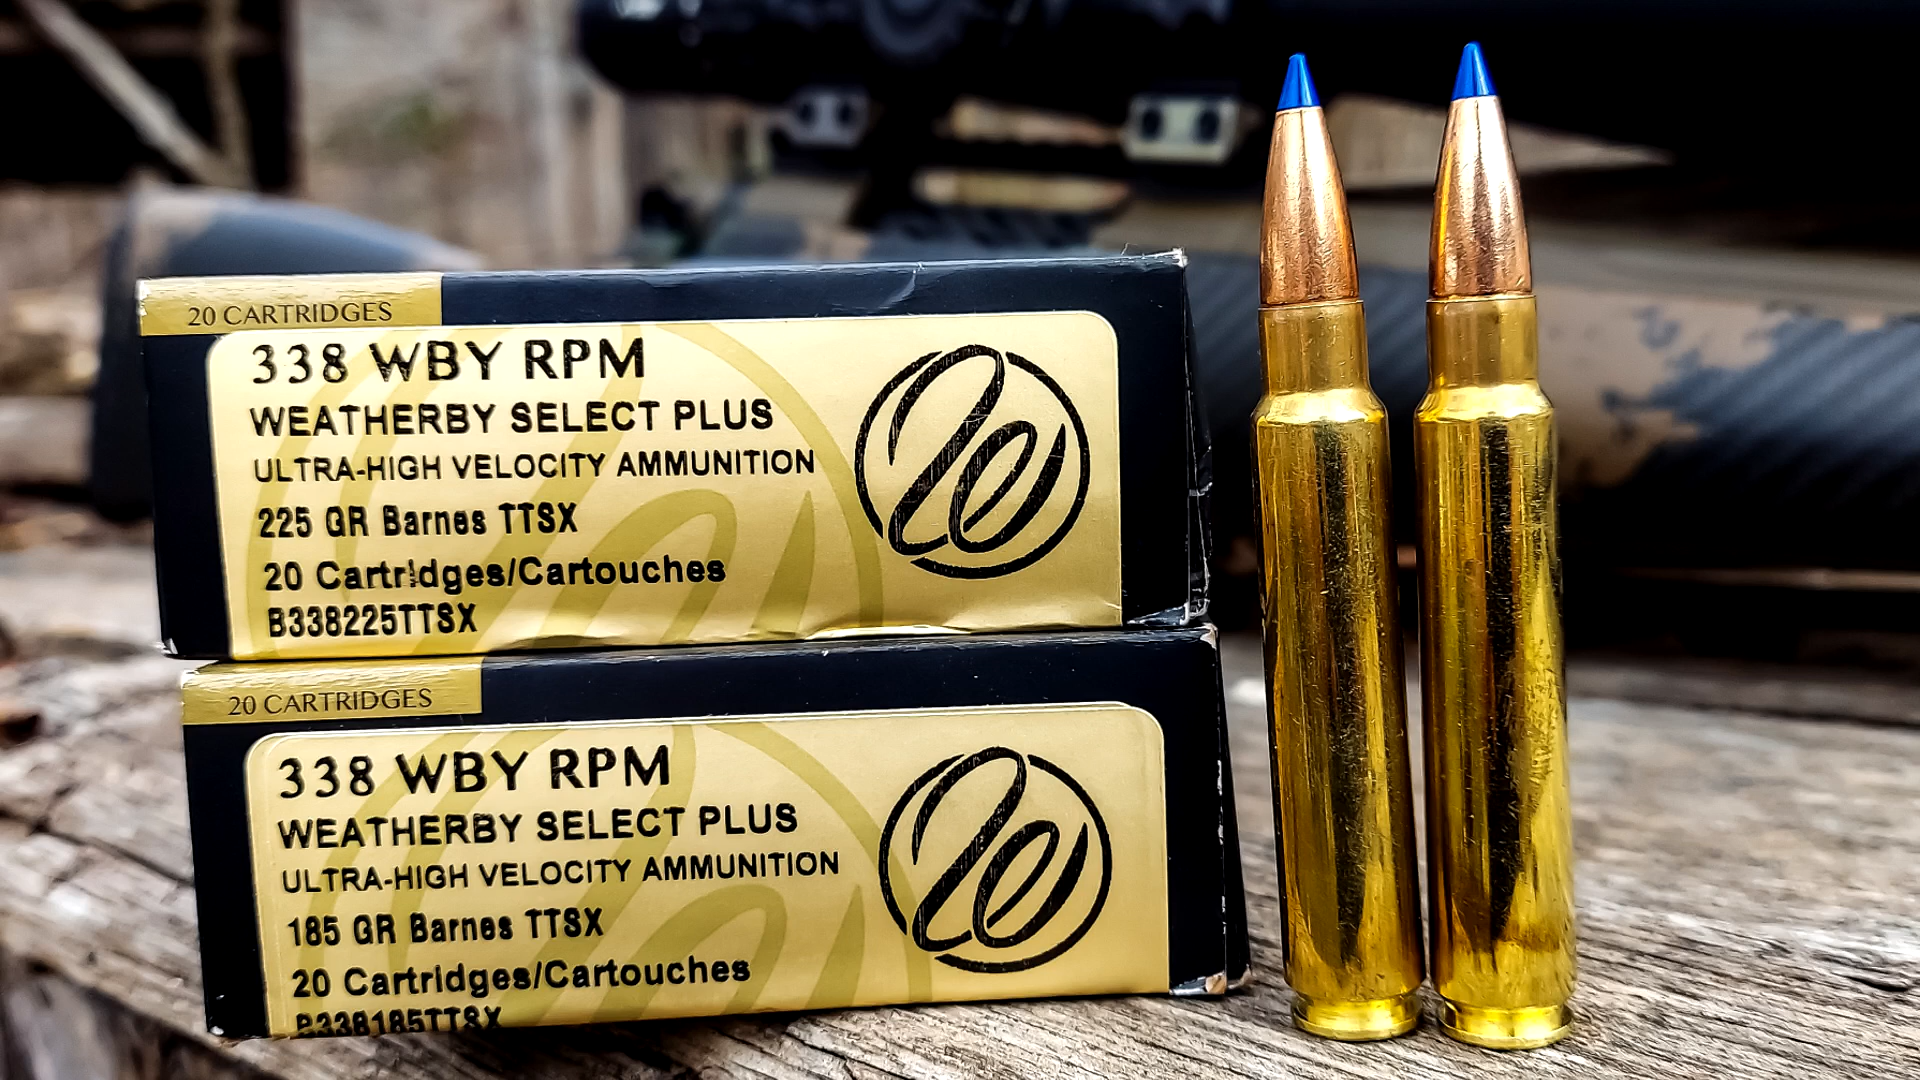 20 CARTRIDGES
338 WBY RPM
WEATHERBY SELECT PLUS
ULTRA-HIGH VELOCITY AMMUNITION
225 GR Barnes TTSX
20 Cartridges/Cartouches
B338225TTSX
20 CARTRIDGES
338 WBY RPM
WEATHERBY SELECT PLUS
ULTRA-HIGH VELOCITY AMMUNITION
185 GR Barnes TTSX
20 Cartridges/Cartouches
B338185TTSX